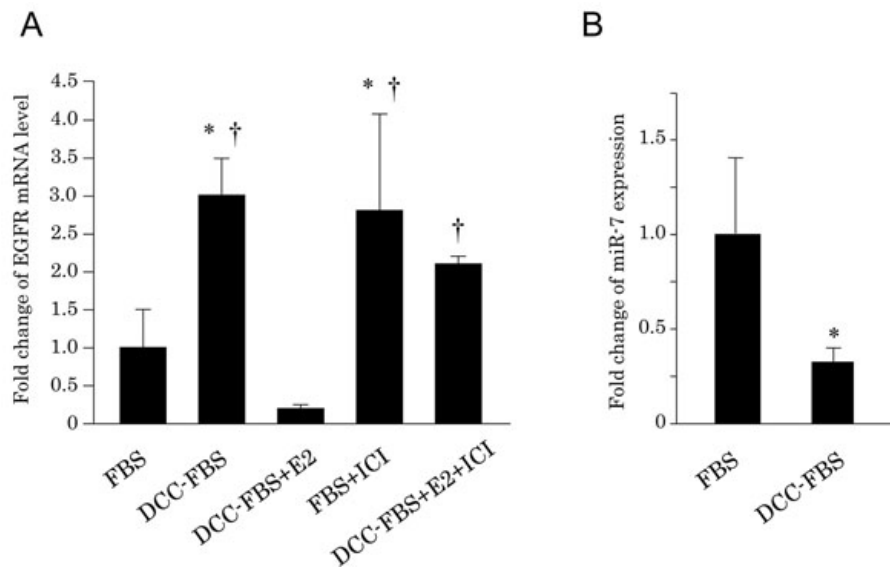 A
Fold change of EGFR mRNA level
4.5
4.0
3.5
3.0
2.5
2.0
1.5
1.0
0.5
0
* †
* †
†
FBS
DCC-FBS
DCC-FBS+E2
FBS+ICI
DCC-FBS+E2+ICI
B
Fold change of miR-7 expression
1.5
1.0
0.5
0
*
FBS
DCC-FBS